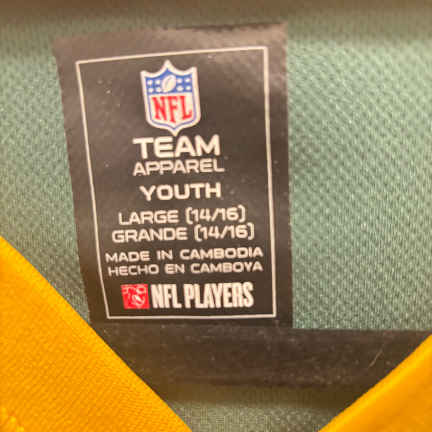 NFL
TEAM
APPAREL
YOUTH
LARGE (14/16)
GRANDE (14/16)
MADE IN CAMBODIA
HECHO EN CAMBOYA
NFL PLAYERS